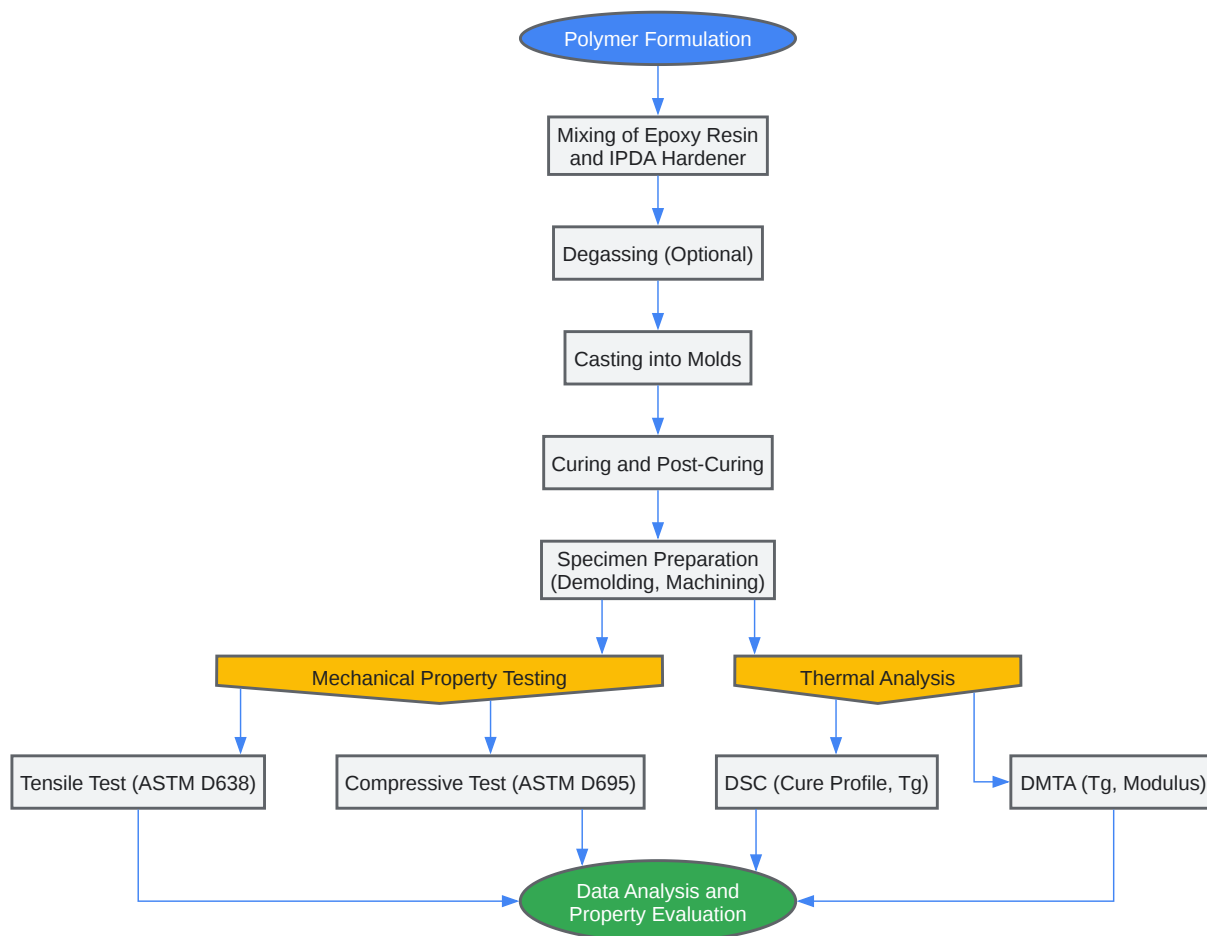 Polymer Formulation
Mixing of Epoxy Resin
and IPDA Hardener
Degassing (Optional)
Casting into Molds
Curing and Post-Curing
Specimen Preparation
(Demolding, Machining)
Mechanical Property Testing
Thermal Analysis
Tensile Test (ASTM D638)
Compressive Test (ASTM D695)
DSC (Cure Profile, Tg)
DMTA (Tg, Modulus)
Data Analysis and
Property Evaluation